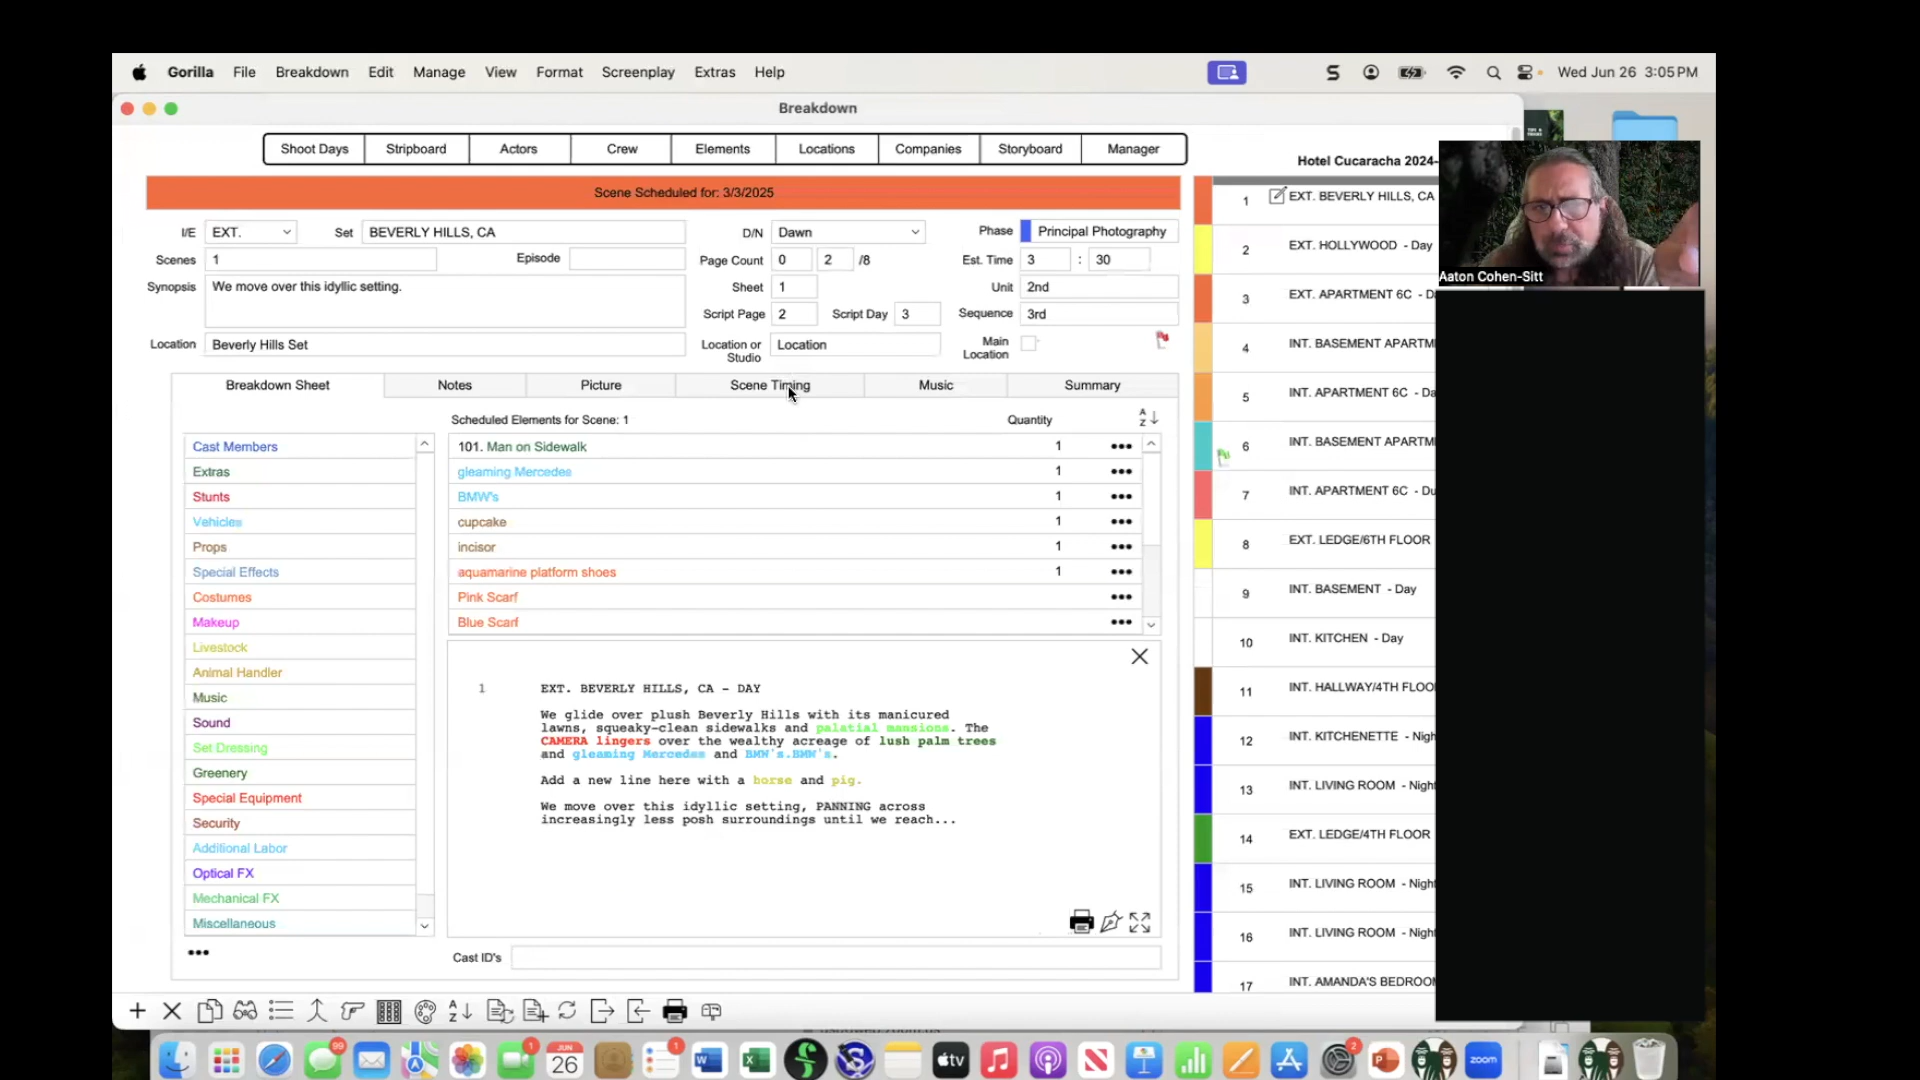 Gorilla File Breakdown Edit Manage View Format Screenplay Extras Help Wed Jun 26 3:05 PM
Breakdown
Shoot Days Stripboard Actors Crew Elements Locations Companies Storyboard Manager
Hotel Cucaracha 2024-
Scene Scheduled for: 3/3/2025
I/E EXT. Set BEVERLY HILLS, CA D/N Dawn Phase Principal Photography
Scenes 1 Episode Page Count 0 2 /8 Est. Time 3 : 30
Synopsis We move over this idyllic setting. Sheet 1 Unit 2nd
Script Page 2 Script Day 3 Sequence 3rd
Location Beverly Hills Set Location or Studio Location Main Location
Breakdown Sheet Notes Picture Scene Timing Music Summary
Scheduled Elements for Scene: 1 Quantity
Cast Members
Extras
Stunts
Vehicles
Props
Special Effects
Costumes
Makeup
Livestock
Animal Handler
Music
Sound
Set Dressing
Greenery
Special Equipment
Security
Additional Labor
Optical FX
Mechanical FX
Miscellaneous
101. Man on Sidewalk 1
gleaming Mercedes 1
BMW's 1
cupcake 1
incisor 1
aquamarine platform shoes 1
Pink Scarf
Blue Scarf
1 EXT. BEVERLY HILLS, CA - DAY
We glide over plush Beverly Hills with its manicured
lawns, squeaky-clean sidewalks and palatial mansions. The
CAMERA lingers over the wealthy acreage of lush palm trees
and gleaming Mercedes and BMW's.BMW's.
Add a new line here with a horse and pig.
We move over this idyllic setting, PANNING across
increasingly less posh surroundings until we reach...
Cast ID's
1 EXT. BEVERLY HILLS, CA
2 EXT. HOLLYWOOD - Day
3 EXT. APARTMENT 6C - D
4 INT. BASEMENT APARTM
5 INT. APARTMENT 6C - Da
6 INT. BASEMENT APARTM
7 INT. APARTMENT 6C - Du
8 EXT. LEDGE/6TH FLOOR
9 INT. BASEMENT - Day
10 INT. KITCHEN - Day
11 INT. HALLWAY/4TH FLOO
12 INT. KITCHENETTE - Nigh
13 INT. LIVING ROOM - Nigh
14 EXT. LEDGE/4TH FLOOR
15 INT. LIVING ROOM - Nigh
16 INT. LIVING ROOM - Nigh
17 INT. AMANDA'S BEDROOM
Aaton Cohen-Sitt
99 1 JUN 26 1 tv 2 zoom